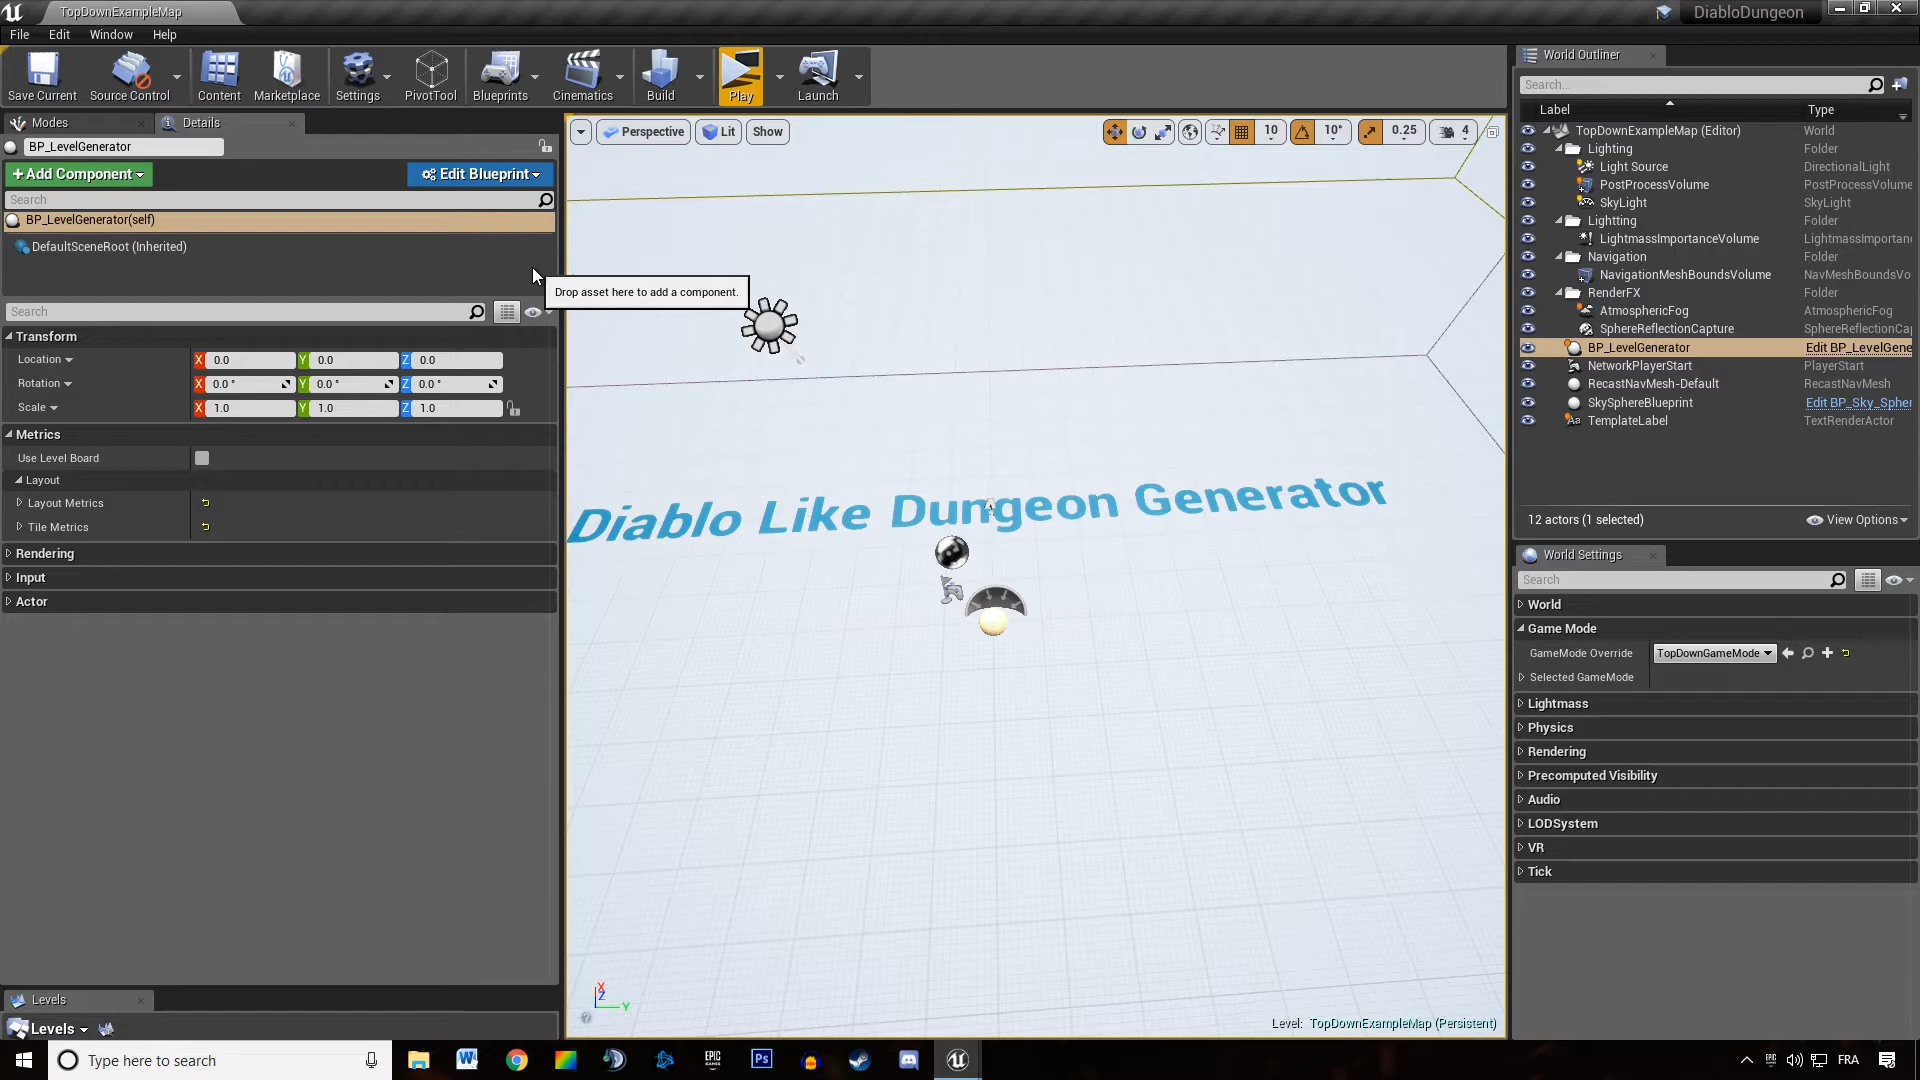 TopDownExampleMap
DiabloDungeon
File Edit Window Help
Save Current Source Control Content Marketplace Settings PivotTool Blueprints Cinematics Build Play Launch
Modes Details
BP_LevelGenerator
+Add Component Edit Blueprint
Search
BP_LevelGenerator(self)
DefaultSceneRoot (Inherited)
Drop asset here to add a component.
Search
Transform
Location X 0.0 Y 0.0 Z 0.0
Rotation X 0.0 ° Y 0.0 ° Z 0.0 °
Scale X 1.0 Y 1.0 Z 1.0
Metrics
Use Level Board
Layout
Layout Metrics
Tile Metrics
Rendering
Input
Actor
Levels
Levels
Perspective Lit Show 10 10° 0.25 4
Diablo Like Dungeon Generator
X
Z
Y
Level: TopDownExampleMap (Persistent)
World Outliner
Search...
Label Type
TopDownExampleMap (Editor) World
Lighting Folder
Light Source DirectionalLight
PostProcessVolume PostProcessVolume
SkyLight SkyLight
Lightting Folder
LightmassImportanceVolume LightmassImportanc
Navigation Folder
NavigationMeshBoundsVolume NavMeshBoundsVo
RenderFX Folder
AtmosphericFog AtmosphericFog
SphereReflectionCapture SphereReflectionCap
BP_LevelGenerator Edit BP_LevelGene
NetworkPlayerStart PlayerStart
RecastNavMesh-Default RecastNavMesh
SkySphereBlueprint Edit BP_Sky_Spher
TemplateLabel TextRenderActor
12 actors (1 selected) View Options
World Settings
Search
World
Game Mode
GameMode Override TopDownGameMode
Selected GameMode
Lightmass
Physics
Rendering
Precomputed Visibility
Audio
LODSystem
VR
Tick
Type here to search
EPIC
Ps
FRA